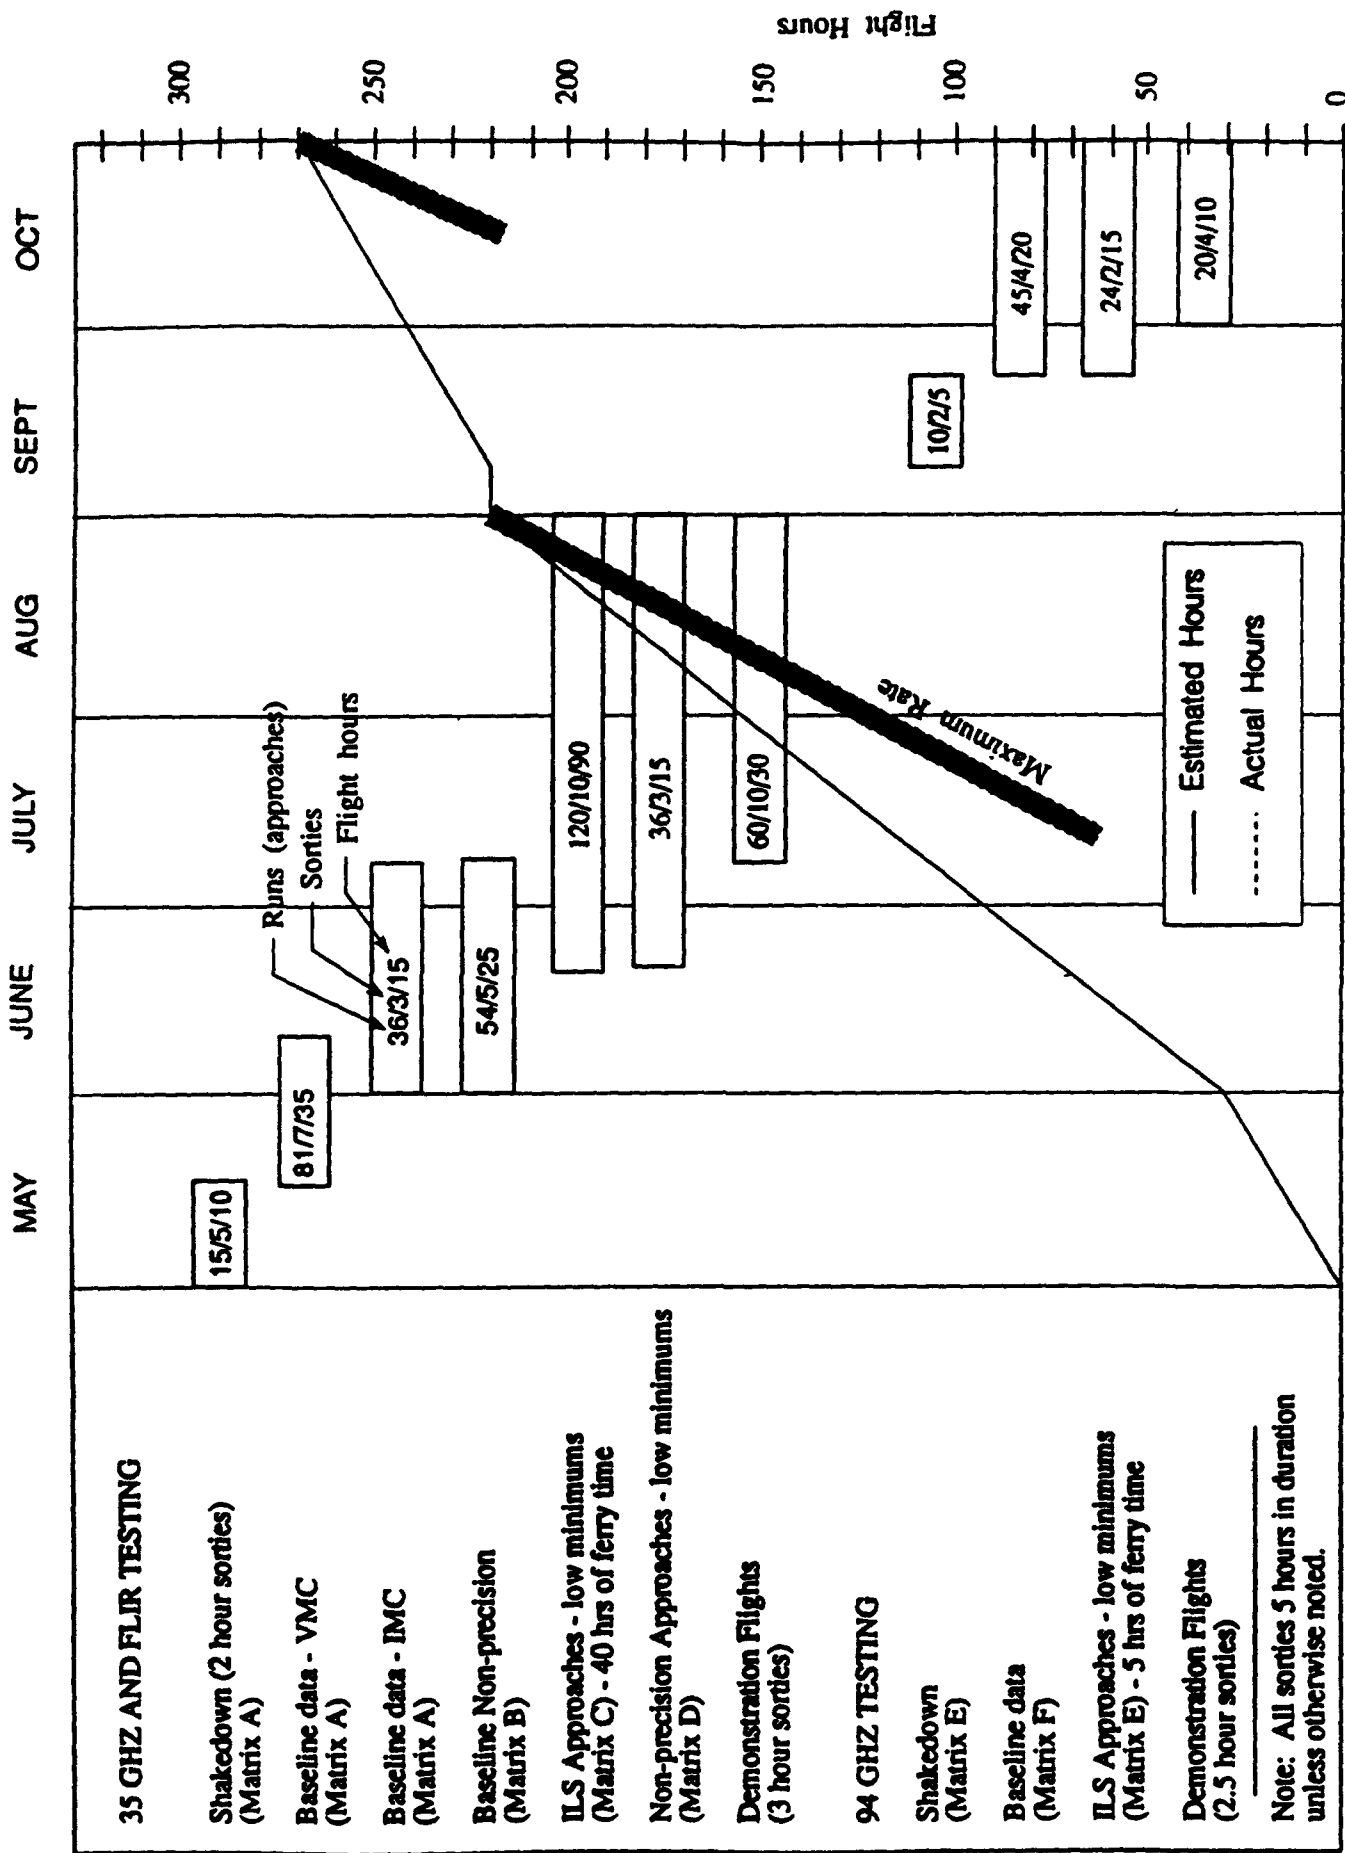 MAY JUNE JULY AUG SEPT OCT
35 GHZ AND FLIR TESTING
Shakedown (2 hour sorties)
(Matrix A)
15/5/10
Baseline data - VMC
(Matrix A)
81/7/35
Baseline data - IMC
(Matrix A)
36/3/15
Runs (approaches)
Sorties
Flight hours
Baseline Non-precision
(Matrix B)
54/5/25
ILS Approaches - low minimums
(Matrix C) - 40 hrs of ferry time
120/10/90
Non-precision Approaches - low minimums
(Matrix D)
36/3/15
Demonstration Flights
(3 hour sorties)
60/10/30
Maximum Rate
94 GHZ TESTING
Shakedown
(Matrix E)
10/2/5
Baseline data
(Matrix F)
45/4/20
ILS Approaches - low minimums
(Matrix E) - 5 hrs of ferry time
24/2/15
Demonstration Flights
(2.5 hour sorties)
20/4/10
Note: All sorties 5 hours in duration
unless otherwise noted.
Estimated Hours
Actual Hours
300
250
200
150
100
50
0
Flight Hours